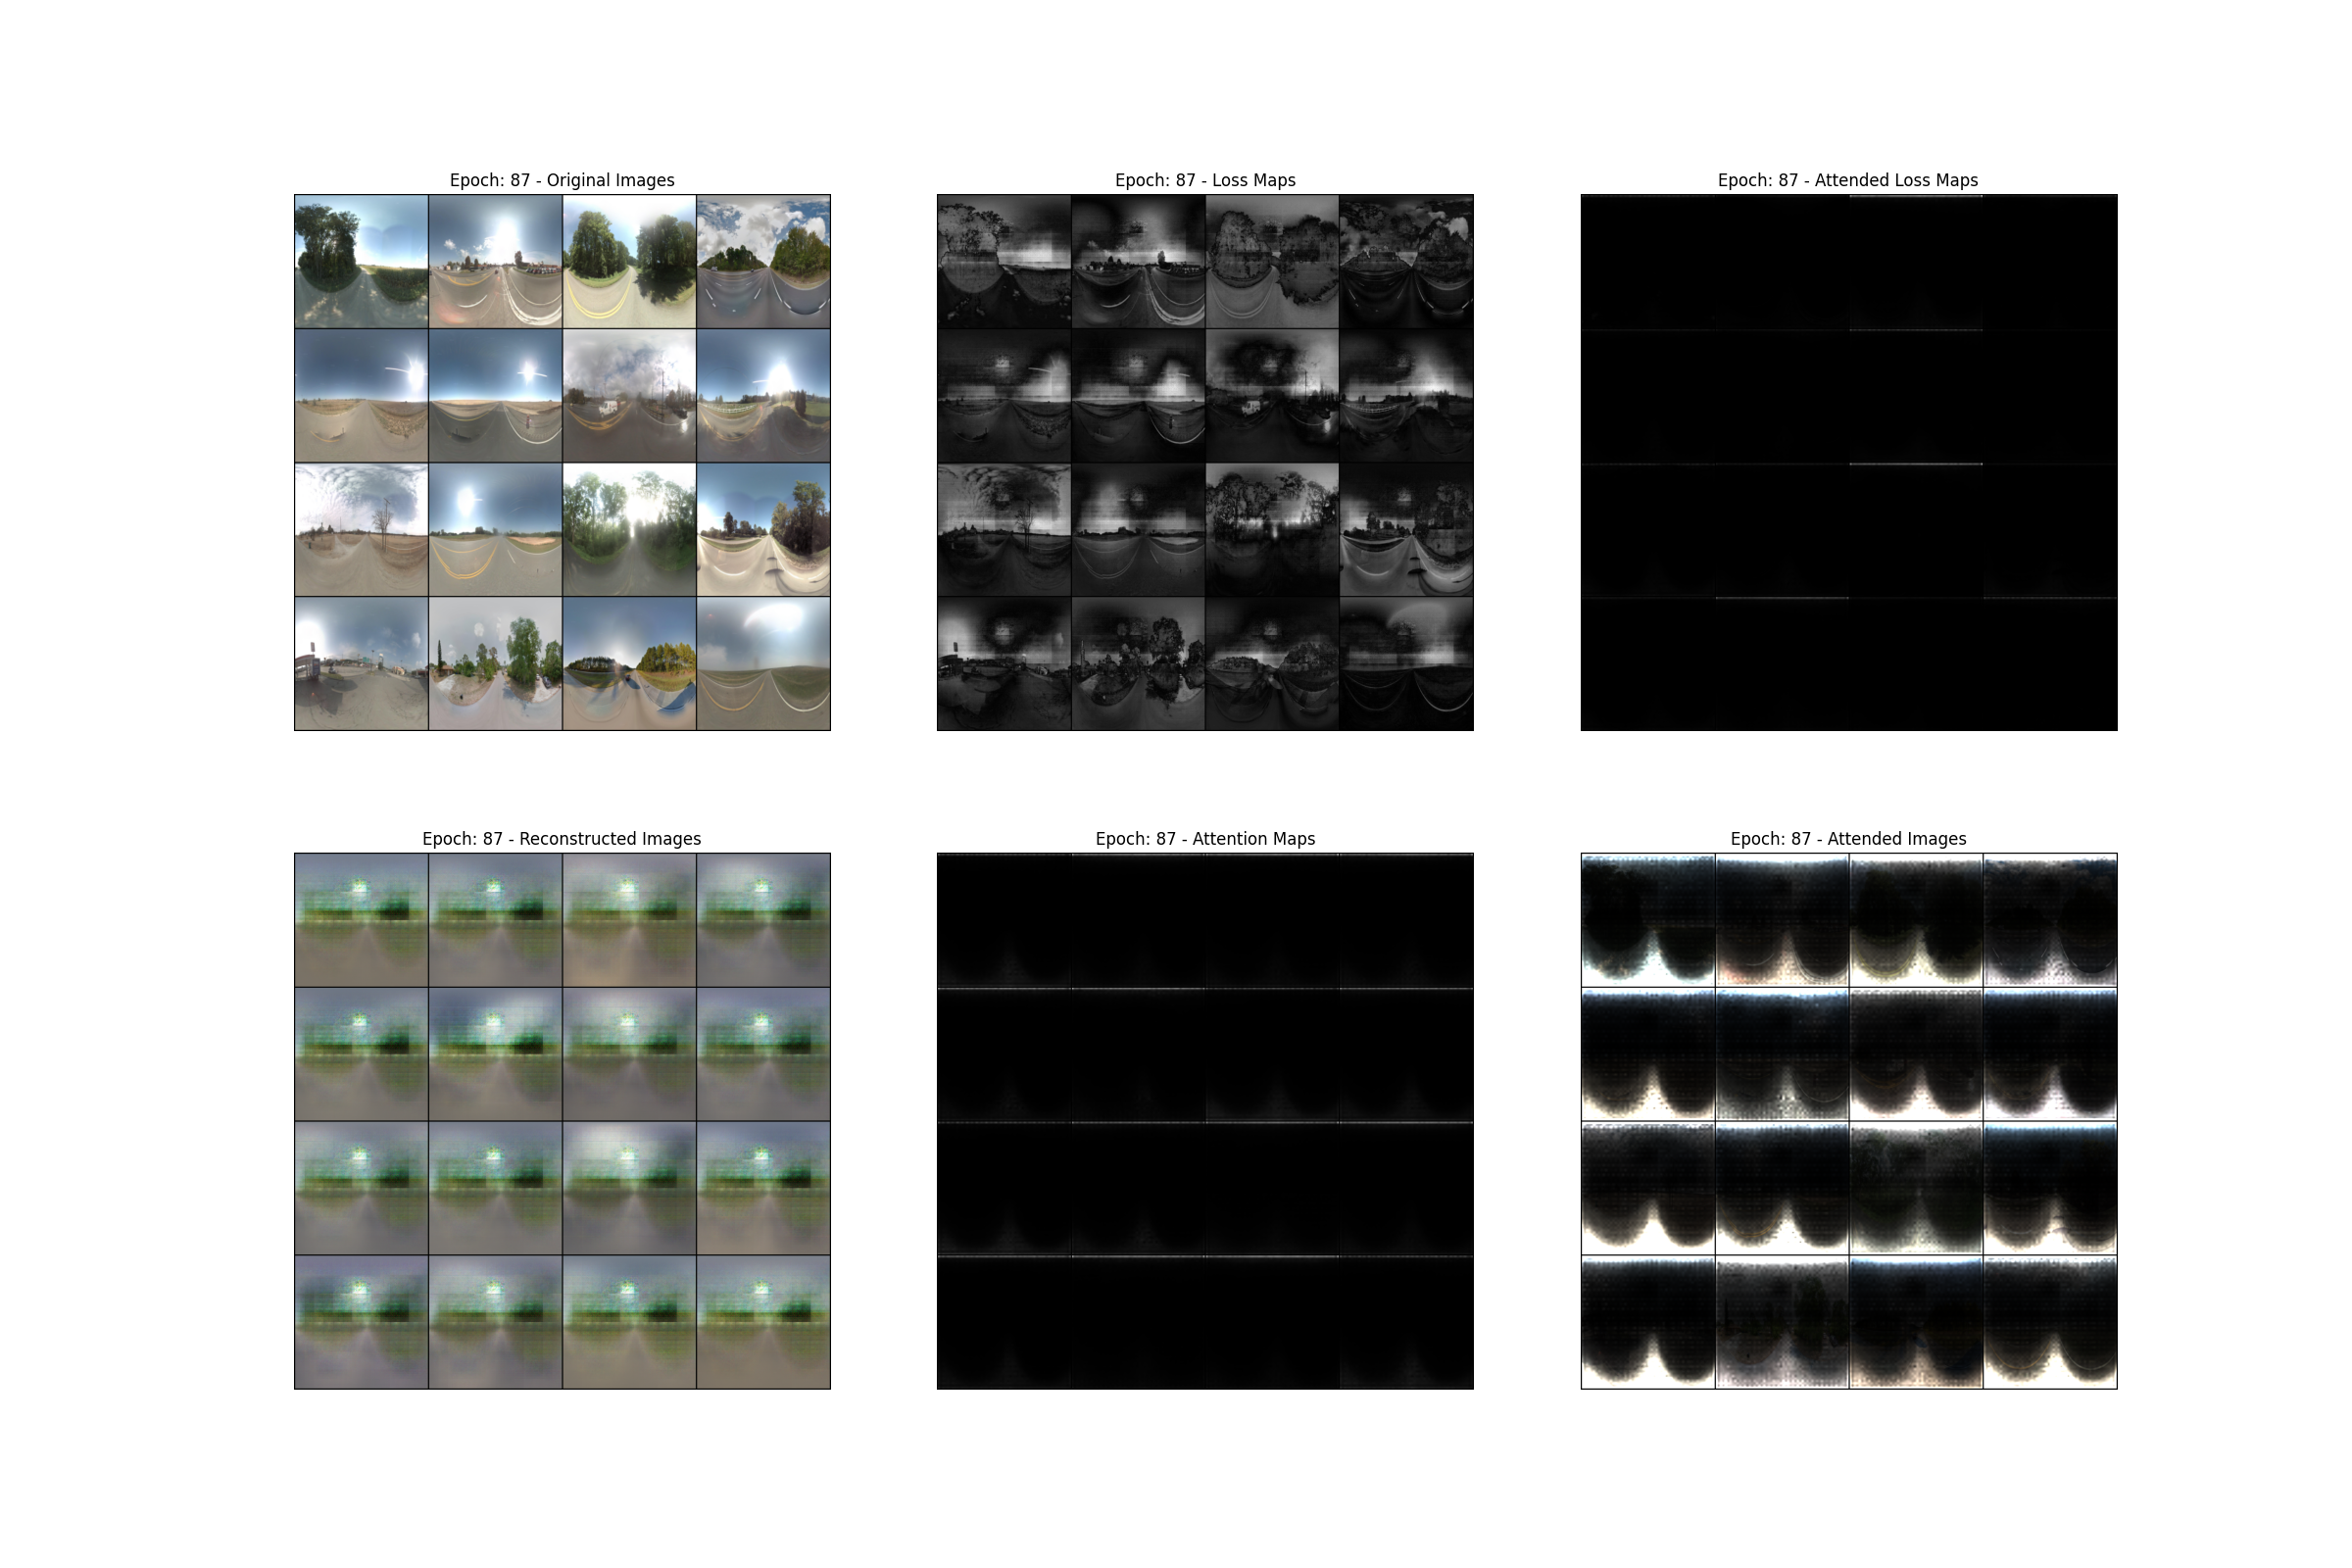 Epoch: 87 - Original Images
Epoch: 87 - Loss Maps
Epoch: 87 - Attended Loss Maps
Epoch: 87 - Reconstructed Images
Epoch: 87 - Attention Maps
Epoch: 87 - Attended Images